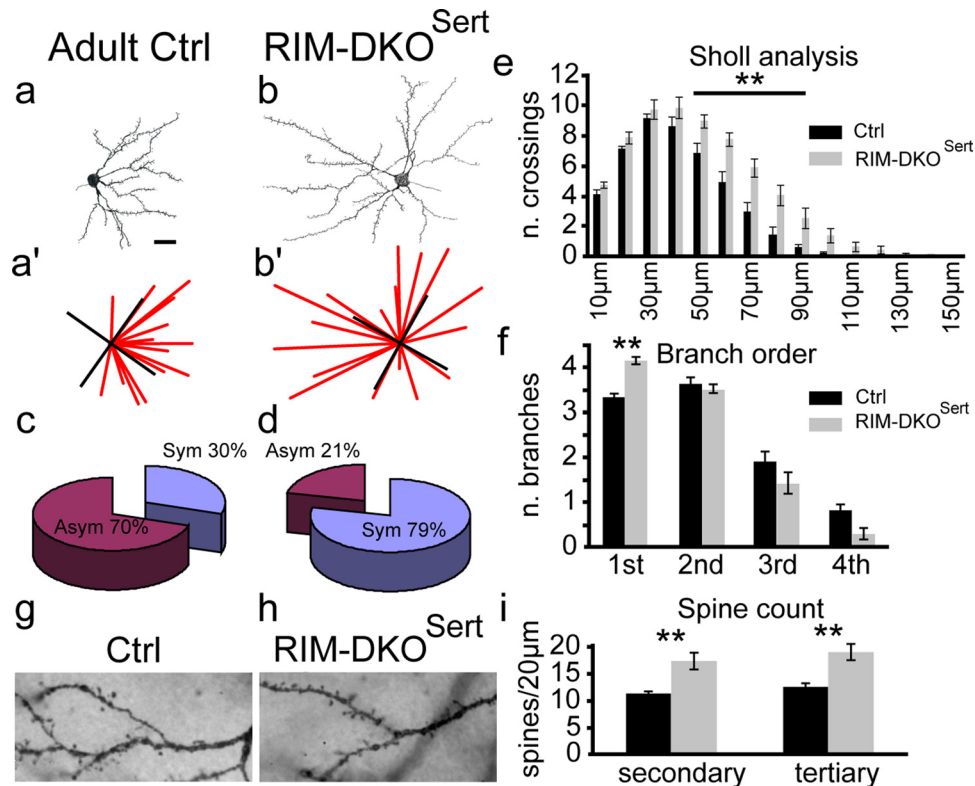 Adult Ctrl
RIM-DKO Sert
a
b
a'
b'
c
d
Sym 30%
Asym 70%
Asym 21%
Sym 79%
e
Sholl analysis
**
Ctrl
RIM-DKO Sert
n. crossings
12
10
8
6
4
2
0
10µm
30µm
50µm
70µm
90µm
110µm
130µm
150µm
f
Branch order
**
Ctrl
RIM-DKO Sert
n. branches
4
3
2
1
0
1st
2nd
3rd
4th
g
Ctrl
h
RIM-DKO Sert
i
Spine count
**
**
spines/20µm
20
15
10
5
0
secondary
tertiary